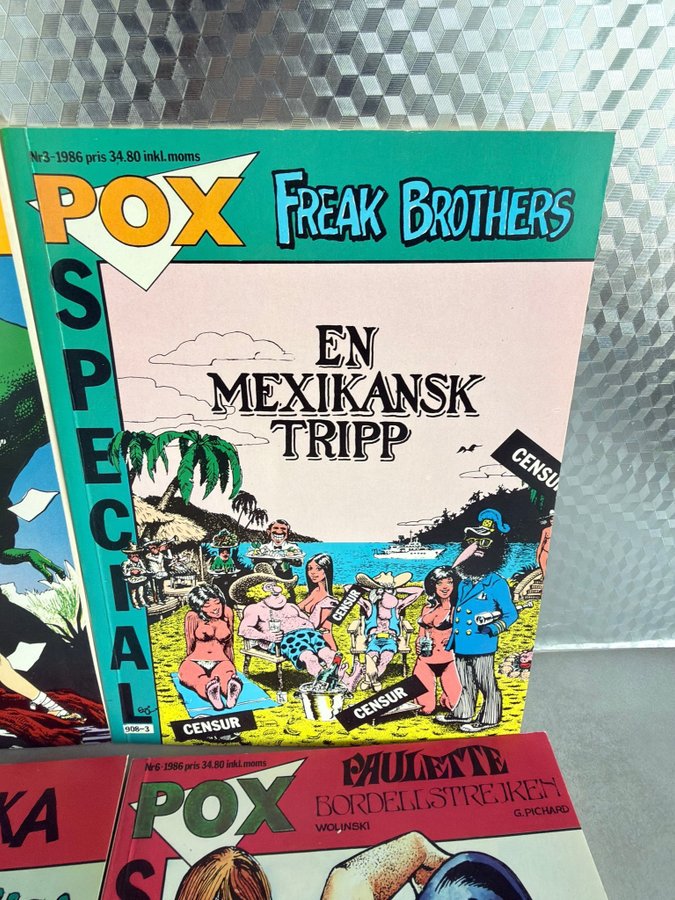 Nr3-1986 pris 34.80 inkl.moms
POX
FREAK BROTHERS
SPECIAL
EN
MEXIKANSK
TRIPP
CENSUR
CENSUR
CENSUR
908-3
Nr6-1986 pris 34.80 inkl.moms
POX
PAULETTE
BORDELLSTREJKEN
WOLINSKI
G.PICHARD
S
KA